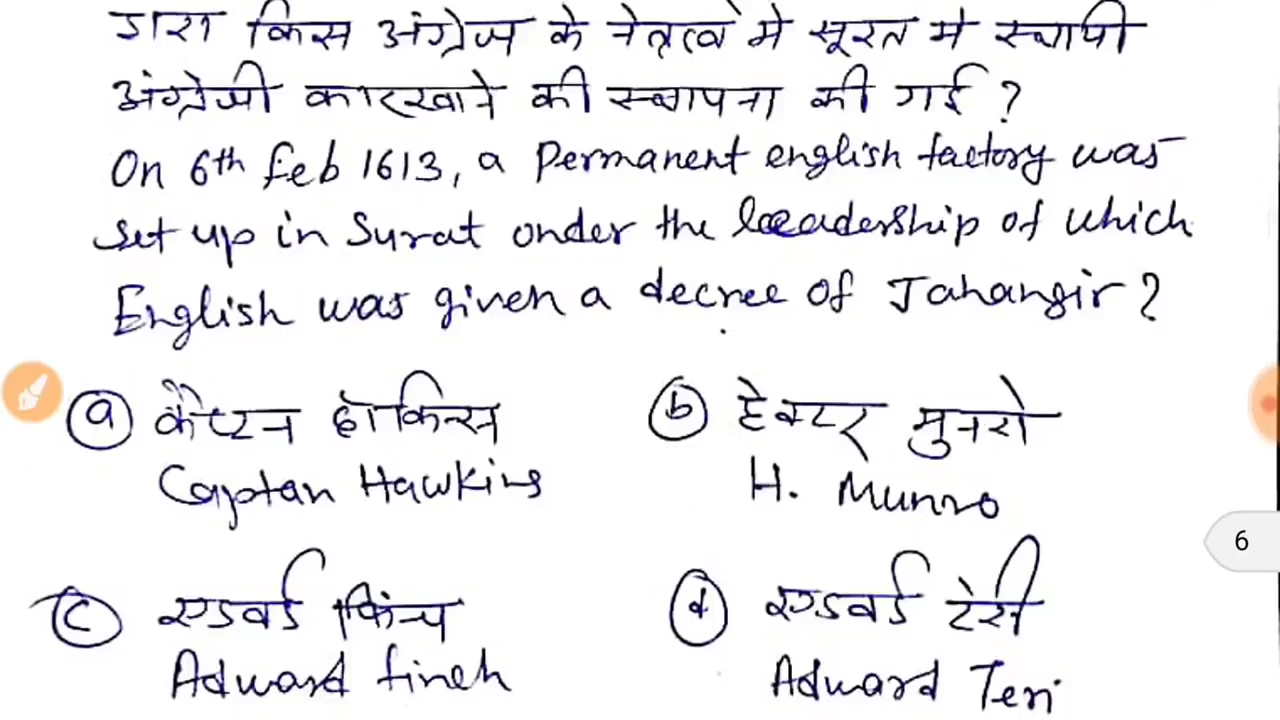 द्वारा किस अंग्रेज के नेतृत्व मे सूरत मे स्थायी
अंग्रेजी कारखाने की स्थापना की गई ?
On 6th feb 1613, a Permanent english factory was
set up in Surat onder the leeadership of which
English was given a decree of Jahangir ?
(a) कैप्टन हॉकिन्स (b) हेक्टर मुनरो
Captan Hawkins H. Munro
(c) एडवर्ड फिंन्च (d) एडवर्ड टेरी
Adward finch Adward Teri
6